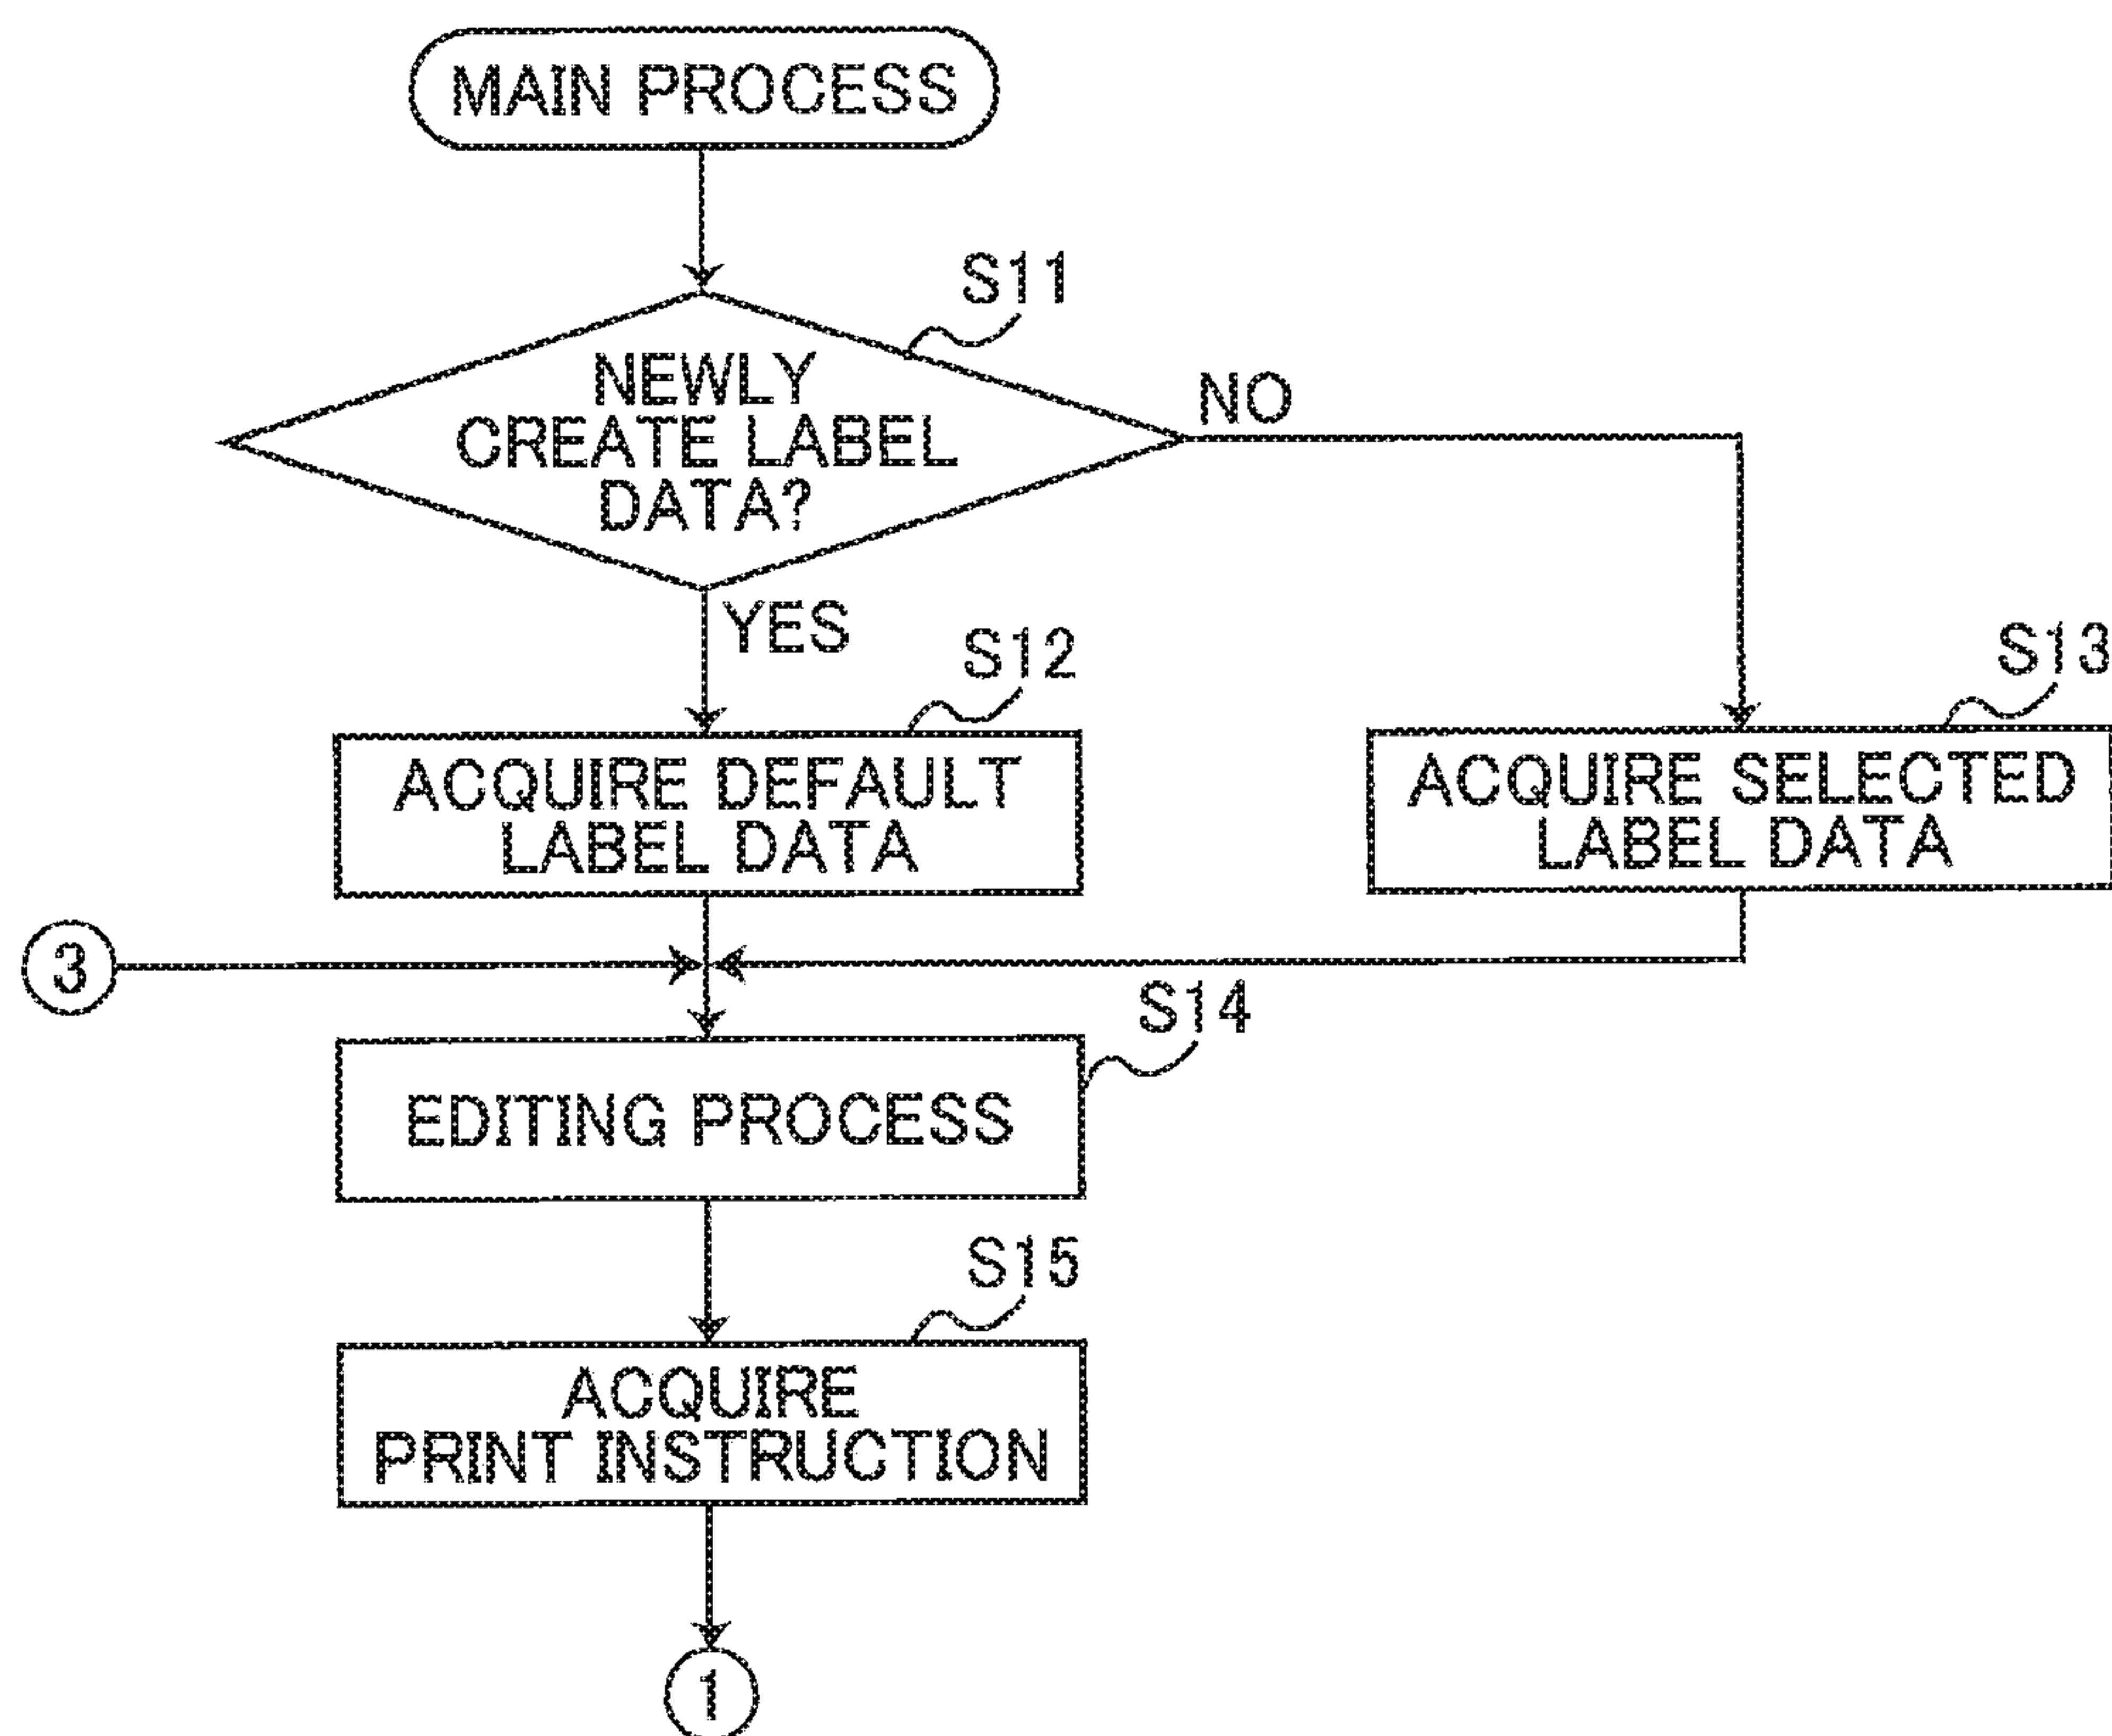 MAIN PROCESS
S11
NEWLY
CREATE LABEL
DATA?
NO
YES
S12
ACQUIRE DEFAULT
LABEL DATA
S13
ACQUIRE SELECTED
LABEL DATA
3
S14
EDITING PROCESS
S15
ACQUIRE
PRINT INSTRUCTION
1